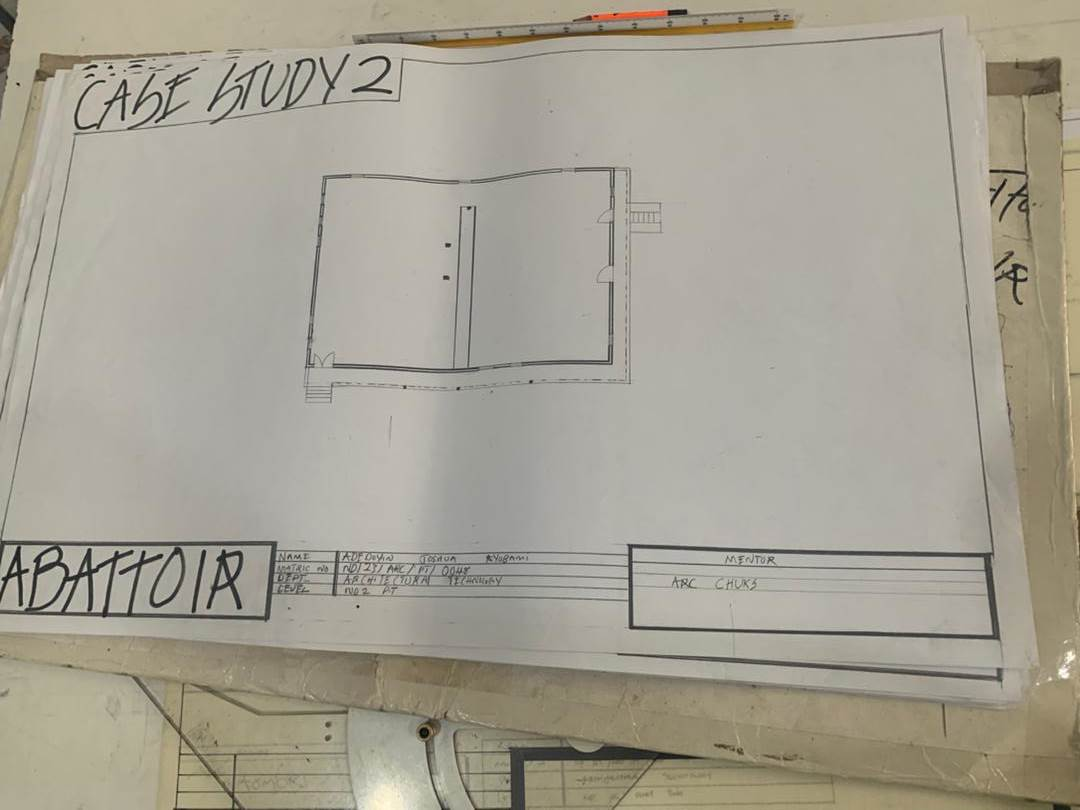 CASE STUDY 2
ABATTOIR
NAME ADEDOYIN JOSHUA AYOBAMI
MATRIC NO ND/23/ARC/PT/0048
DEPT ARCHITECTURAL TECHNOLOGY
LEVEL ND2 PT
MENTOR
ARC CHUKS